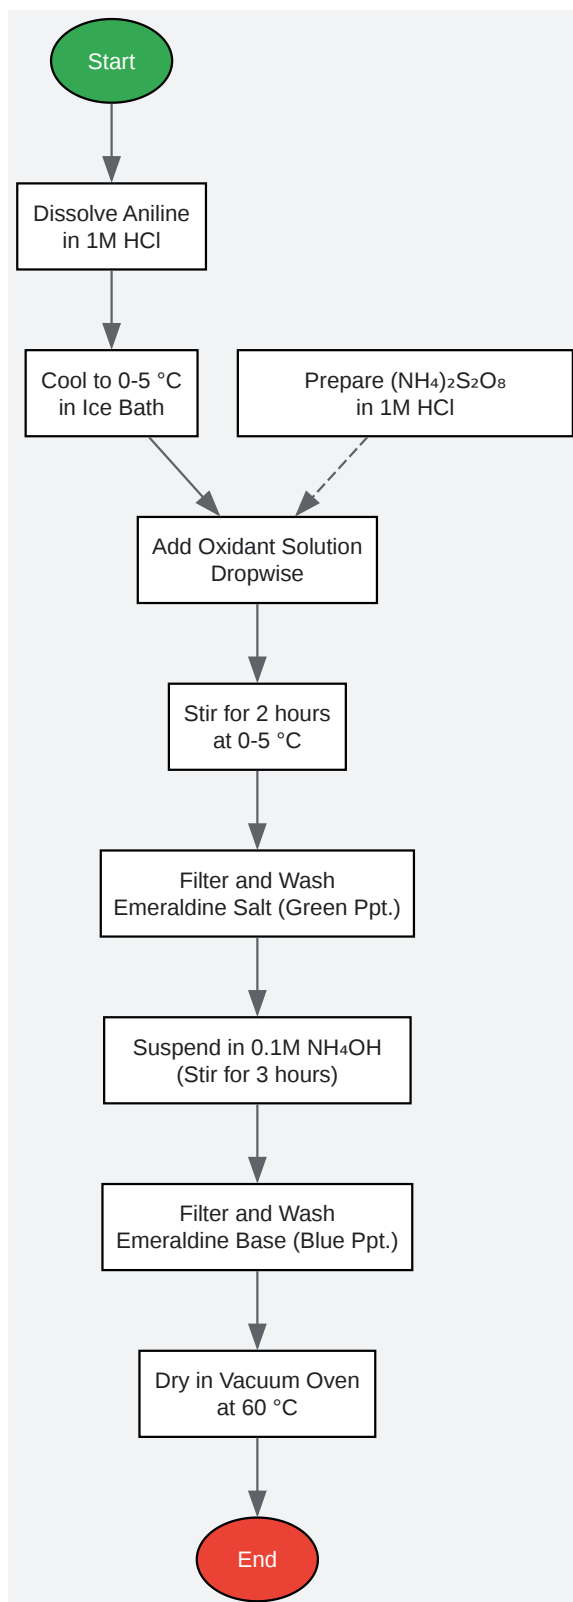 Start
Dissolve Aniline
in 1M HCl
Cool to 0-5 °C
in Ice Bath
Prepare (NH₄)₂S₂O₈
in 1M HCl
Add Oxidant Solution
Dropwise
Stir for 2 hours
at 0-5 °C
Filter and Wash
Emeraldine Salt (Green Ppt.)
Suspend in 0.1M NH₄OH
(Stir for 3 hours)
Filter and Wash
Emeraldine Base (Blue Ppt.)
Dry in Vacuum Oven
at 60 °C
End